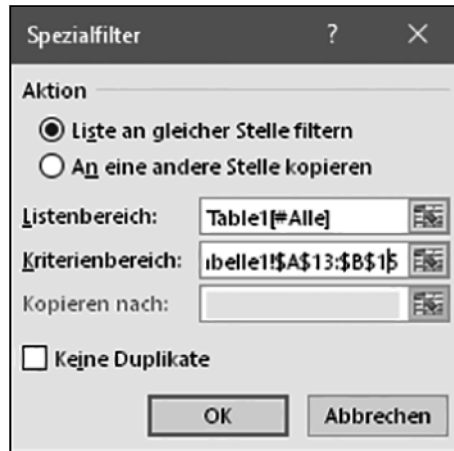 Spezialfilter ? ×
Aktion
Liste an gleicher Stelle filtern
An eine andere Stelle kopieren
Listenbereich: Table1[#Alle]
Kriterienbereich: ıbelle1!$A$13:$B$15
Kopieren nach:
Keine Duplikate
OK Abbrechen